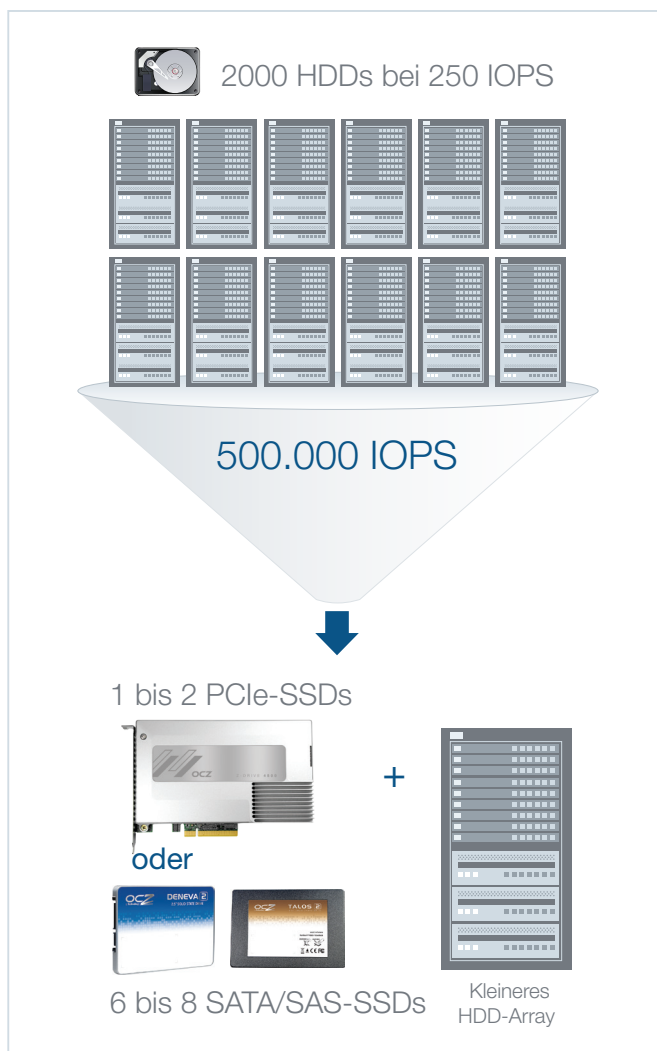 2000 HDDs bei 250 IOPS
500.000 IOPS
1 bis 2 PCIe-SSDs
OCZ
+
oder
OCZ
DENEVA 2
OCZ
TALOS 2
6 bis 8 SATA/SAS-SSDs
Kleineres
HDD-Array